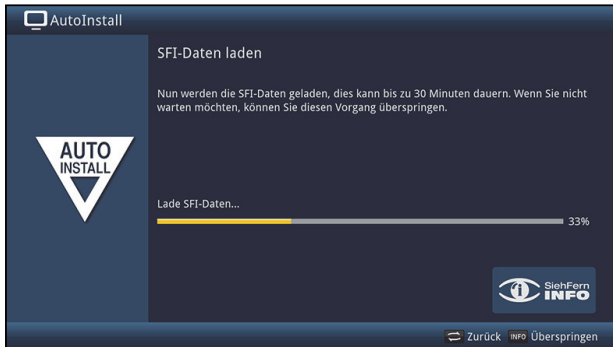 AutoInstall
SFI-Daten laden
Nun werden die SFI-Daten geladen, dies kann bis zu 30 Minuten dauern. Wenn Sie nicht
warten möchten, können Sie diesen Vorgang überspringen.
AUTO
INSTALL
Lade SFI-Daten...
33%
SiehFern
INFO
Zurück INFO Überspringen